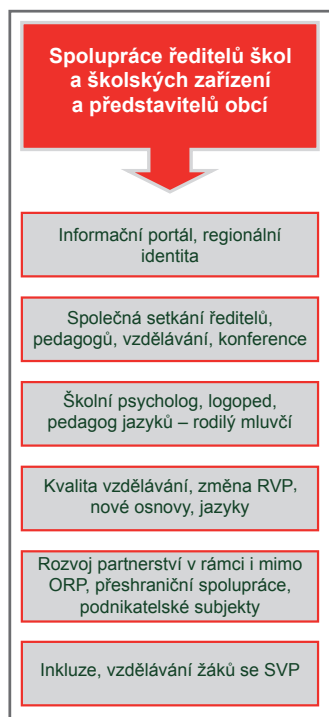 Spolupráce ředitelů škol
a školských zařízení
a představitelů obcí
Informační portál, regionální
identita
Společná setkání ředitelů,
pedagogů, vzdělávání, konference
Školní psycholog, logoped,
pedagog jazyků – rodilý mluvčí
Kvalita vzdělávání, změna RVP,
nové osnovy, jazyky
Rozvoj partnerství v rámci i mimo
ORP, přeshraniční spolupráce,
podnikatelské subjekty
Inkluze, vzdělávání žáků se SVP